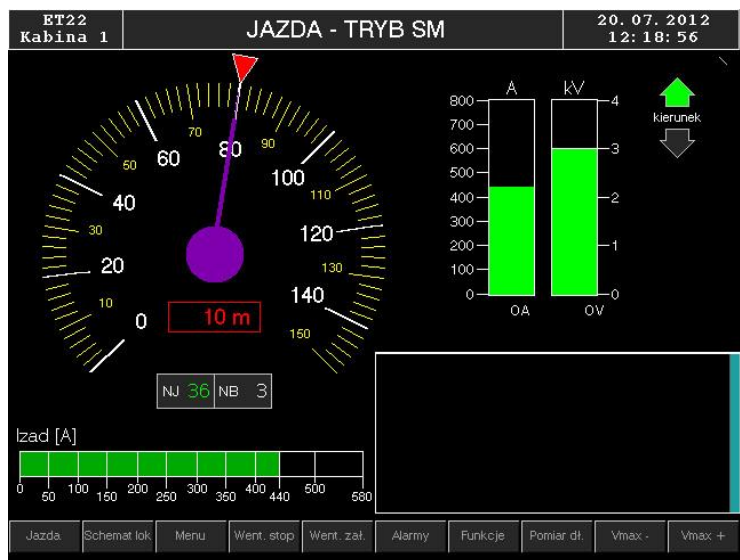 ET22
Kabina 1
JAZDA - TRYB SM
20. 07. 2012
12: 18: 56
A
kV
kierunek
800
700
600
500
400
300
200
100
0
4
3
2
1
0
OA
OV
0
10
20
30
40
50
60
70
80
90
100
110
120
130
140
150
10 m
NJ 36 NB 3
Izad [A]
0 50 100 150 200 250 300 350 400 440 500 580
Jazda Schemat lok Menu Went. stop Went. zał. Alarmy Funkcje Pomiar dł. Vmax - Vmax +